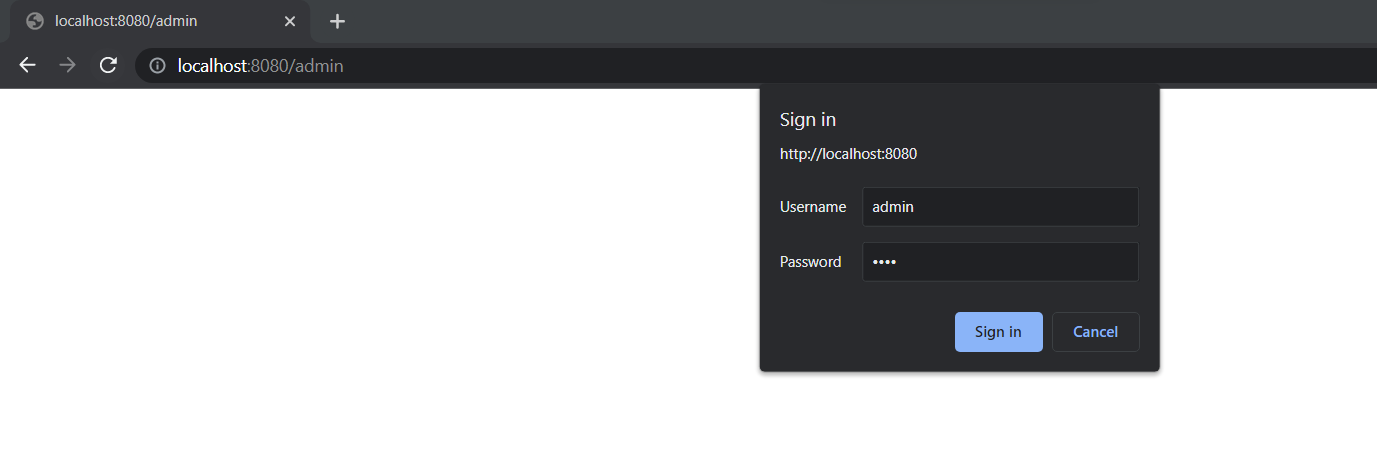 localhost:8080/admin
localhost:8080/admin
Sign in
http://localhost:8080
Username admin
Password ••••
Sign in Cancel